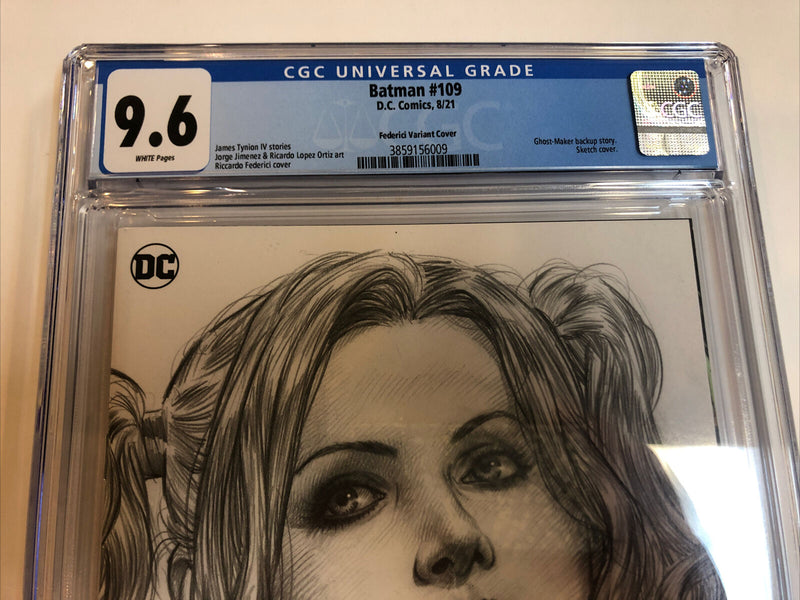 CGC UNIVERSAL GRADE
9.6
WHITE Pages
Batman #109
D.C. Comics, 8/21
Federici Variant Cover
James Tynion IV stories
Jorge Jimenez & Ricardo Lopez Ortiz art
Riccardo Federici cover
3859156009
Ghost-Maker backup story.
Sketch cover.
CGC
CGC
DC